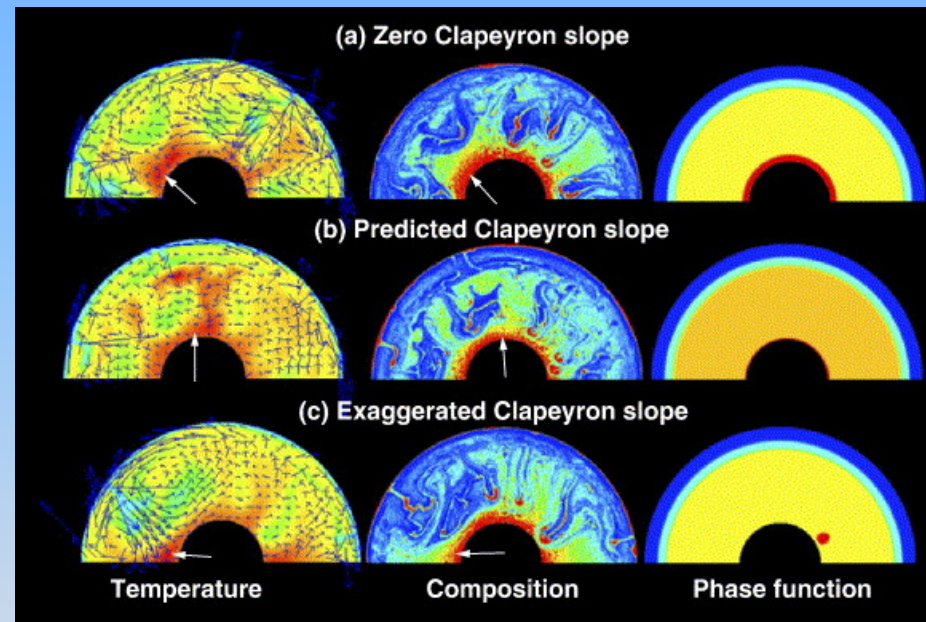 (a) Zero Clapeyron slope
(b) Predicted Clapeyron slope
(c) Exaggerated Clapeyron slope
Temperature
Composition
Phase function